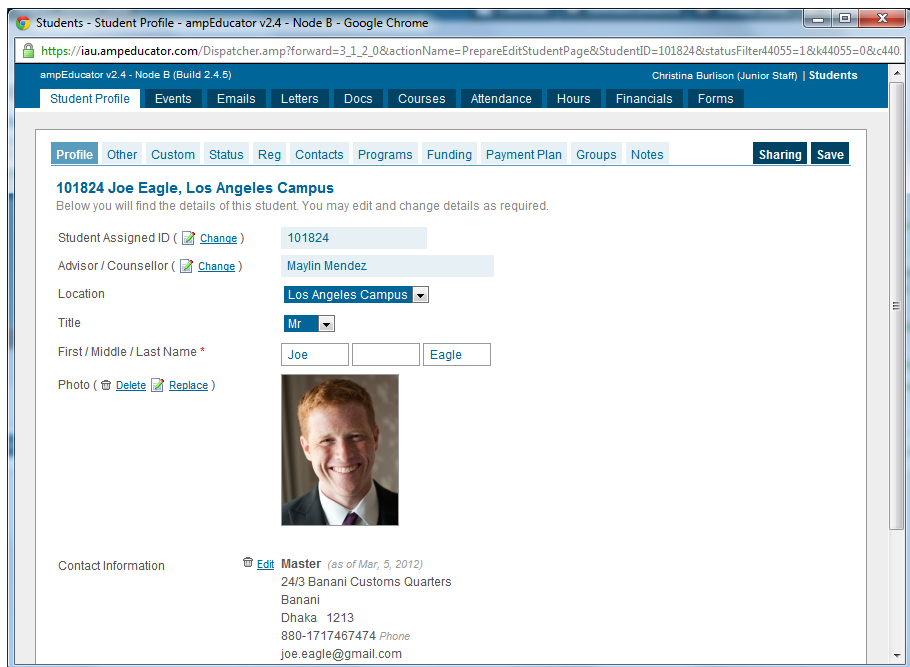 Students - Student Profile - ampEducator v2.4 - Node B - Google Chrome
https://iau.ampeducator.com/Dispatcher.amp?forward=3_1_2_0&actionName=PrepareEditStudentPage&StudentID=101824&statusFilter44055=1&k44055=0&c440
ampEducator v2.4 - Node B (Build 2.4.5) Christina Burlison (Junior Staff) | Students
Student Profile Events Emails Letters Docs Courses Attendance Hours Financials Forms
Profile Other Custom Status Reg Contacts Programs Funding Payment Plan Groups Notes Sharing Save
101824 Joe Eagle, Los Angeles Campus
Below you will find the details of this student. You may edit and change details as required.
Student Assigned ID ( Change ) 101824
Advisor / Counsellor ( Change ) Maylin Mendez
Location Los Angeles Campus
Title Mr
First / Middle / Last Name * Joe Eagle
Photo ( Delete Replace )
Contact Information Edit Master (as of Mar, 5, 2012)
24/3 Banani Customs Quarters
Banani
Dhaka 1213
880-1717467474 Phone
joe.eagle@gmail.com